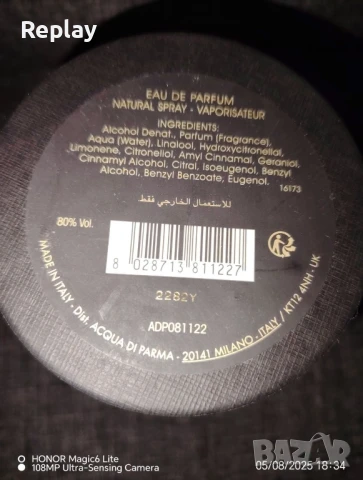 Replay
EAU DE PARFUM
NATURAL SPRAY - VAPORISATEUR
INGREDIENTS:
Alcohol Denat., Parfum (Fragrance),
Aqua (Water), Linalool, Hydroxycitronellal,
Limonene, Citronellol, Amyl Cinnamal, Geraniol,
Cinnamyl Alcohol, Citral, Isoeugenol, Benzyl
Alcohol, Benzyl Benzoate, Eugenol.
16173
للاستعمال الخارجي فقط
80% Vol.
8 028713 811227
2282Y
ADP081122
MADE IN ITALY - Dist. ACQUA DI PARMA - 20141 MILANO - ITALY / KT12 4NH - UK
HONOR Magic6 Lite
108MP Ultra-Sensing Camera
05/08/2025 18:34
BAZAR